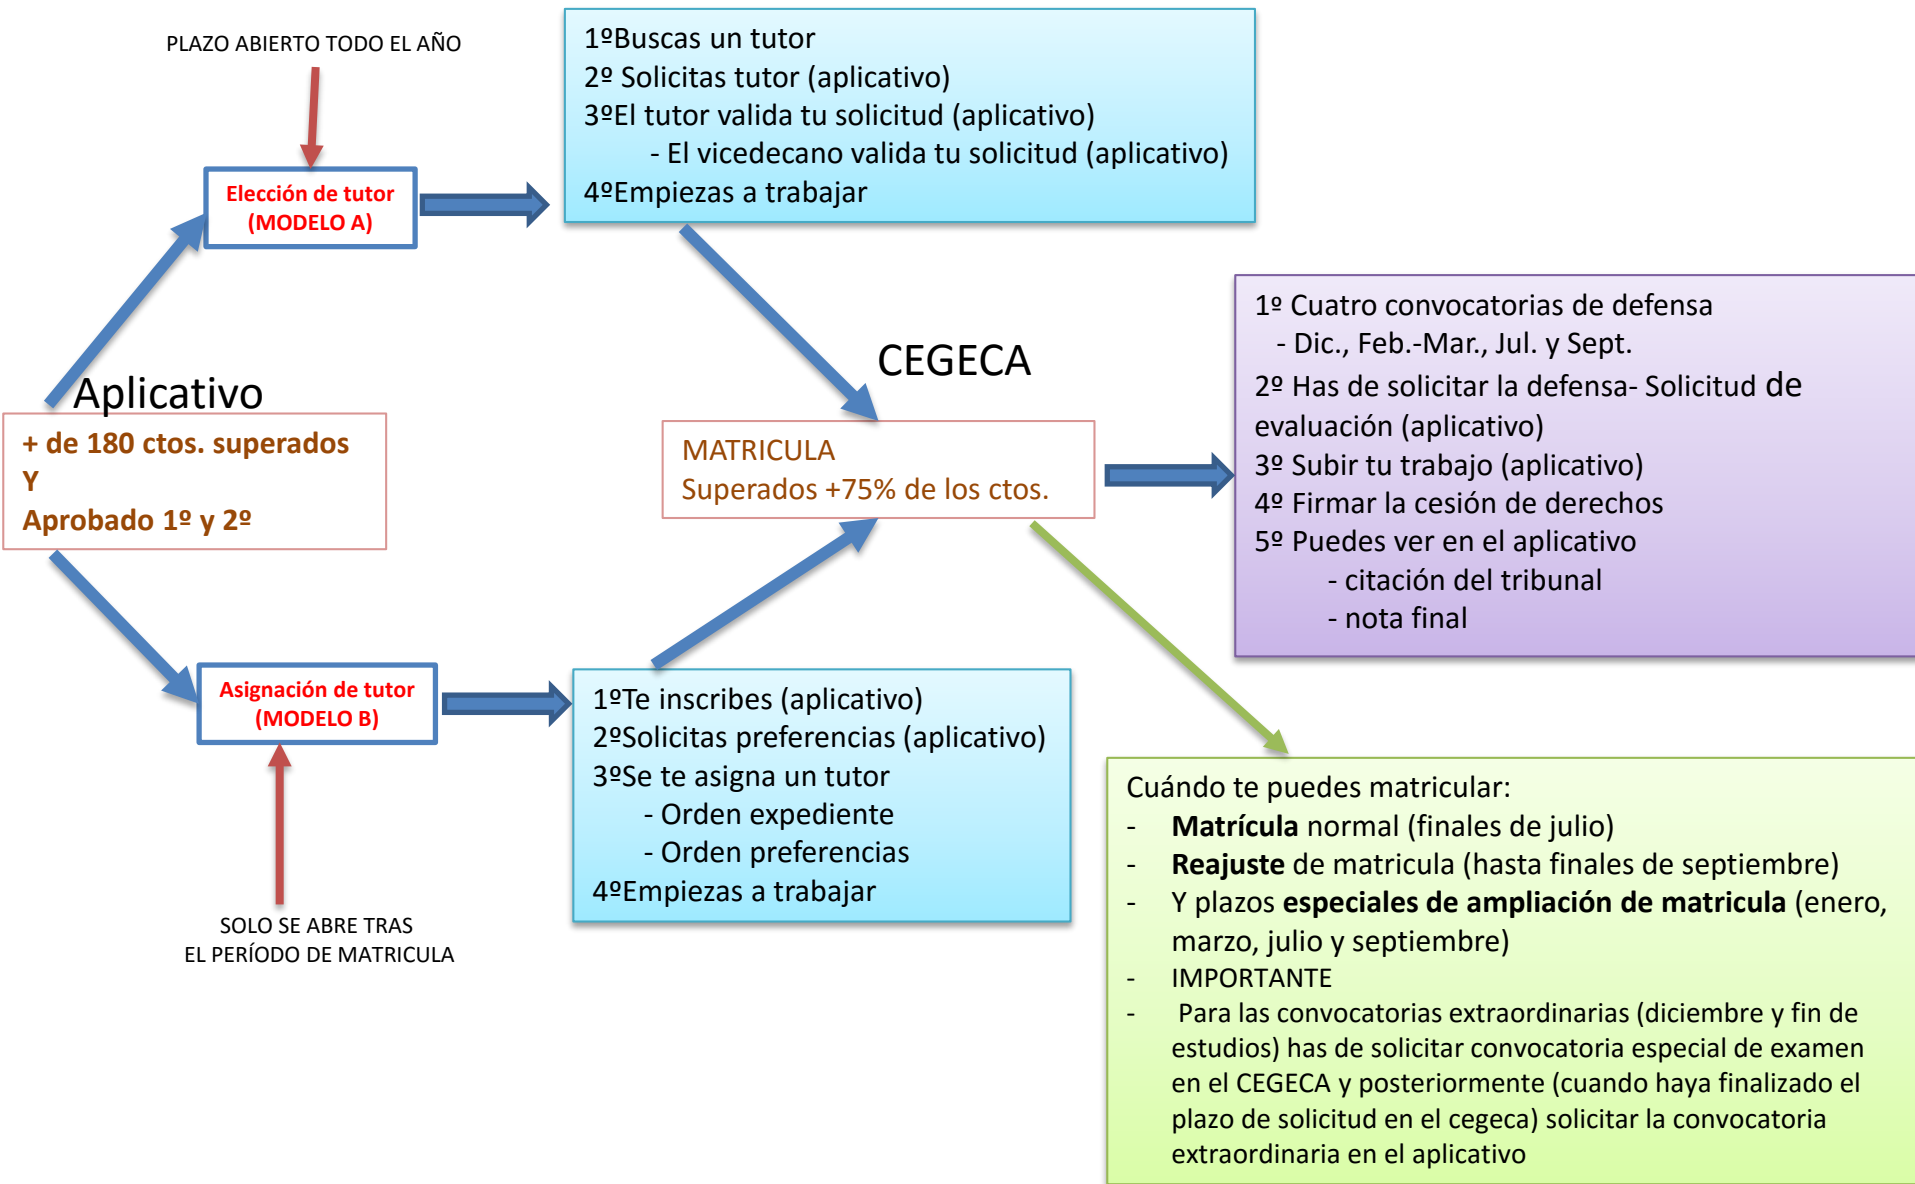 PLAZO ABIERTO TODO EL AÑO
Elección de tutor
(MODELO A)
1ºBuscas un tutor
2º Solicitas tutor (aplicativo)
3ºEl tutor valida tu solicitud (aplicativo)
- El vicedecano valida tu solicitud (aplicativo)
4ºEmpiezas a trabajar
Aplicativo
+ de 180 ctos. superados
Y
Aprobado 1º y 2º
CEGECA
MATRICULA
Superados +75% de los ctos.
1º Cuatro convocatorias de defensa
- Dic., Feb.-Mar., Jul. y Sept.
2º Has de solicitar la defensa- Solicitud de
evaluación (aplicativo)
3º Subir tu trabajo (aplicativo)
4º Firmar la cesión de derechos
5º Puedes ver en el aplicativo
- citación del tribunal
- nota final
Asignación de tutor
(MODELO B)
1ºTe inscribes (aplicativo)
2ºSolicitas preferencias (aplicativo)
3ºSe te asigna un tutor
- Orden expediente
- Orden preferencias
4ºEmpiezas a trabajar
SOLO SE ABRE TRAS
EL PERÍODO DE MATRICULA
Cuándo te puedes matricular:
- Matrícula normal (finales de julio)
- Reajuste de matricula (hasta finales de septiembre)
- Y plazos especiales de ampliación de matricula (enero,
marzo, julio y septiembre)
- IMPORTANTE
- Para las convocatorias extraordinarias (diciembre y fin de
estudios) has de solicitar convocatoria especial de examen
en el CEGECA y posteriormente (cuando haya finalizado el
plazo de solicitud en el cegeca) solicitar la convocatoria
extraordinaria en el aplicativo